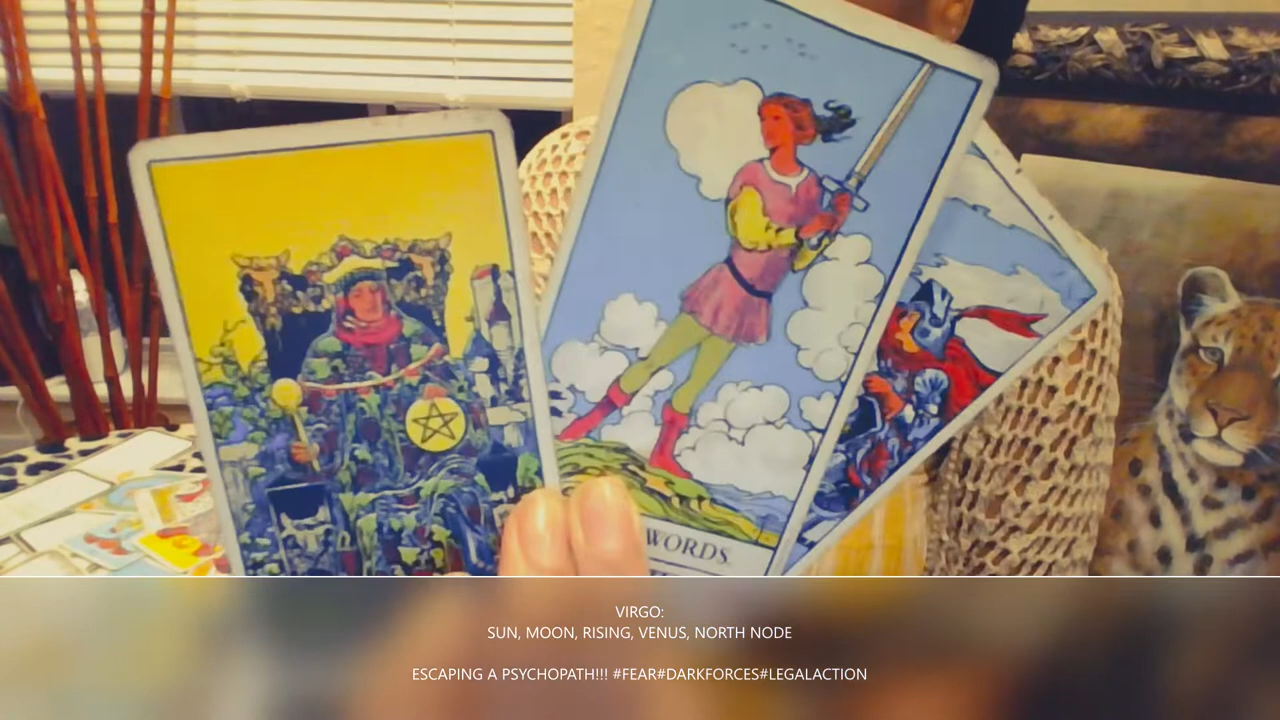 WORDS.
VIRGO:
SUN, MOON, RISING, VENUS, NORTH NODE
ESCAPING A PSYCHOPATH!!! #FEAR#DARKFORCES#LEGALACTION